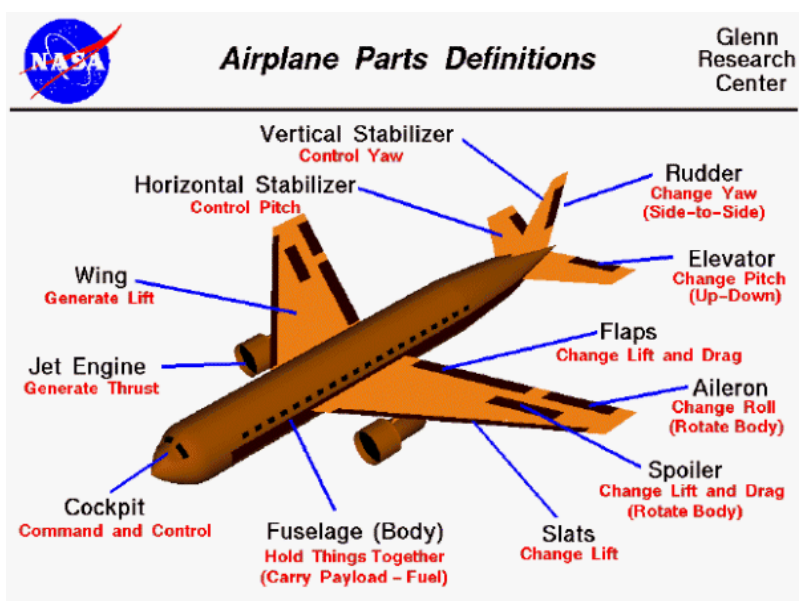 NASA
Airplane Parts Definitions
Glenn
Research
Center
Vertical Stabilizer
Control Yaw
Horizontal Stabilizer
Control Pitch
Rudder
Change Yaw
(Side-to-Side)
Wing
Generate Lift
Elevator
Change Pitch
(Up-Down)
Flaps
Change Lift and Drag
Jet Engine
Generate Thrust
Aileron
Change Roll
(Rotate Body)
Spoiler
Change Lift and Drag
(Rotate Body)
Cockpit
Command and Control
Fuselage (Body)
Hold Things Together
(Carry Payload - Fuel)
Slats
Change Lift